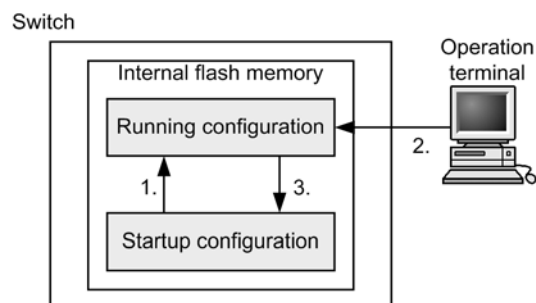 Switch
Operation
terminal
Internal flash memory
Running configuration
2.
1.
3.
Startup configuration